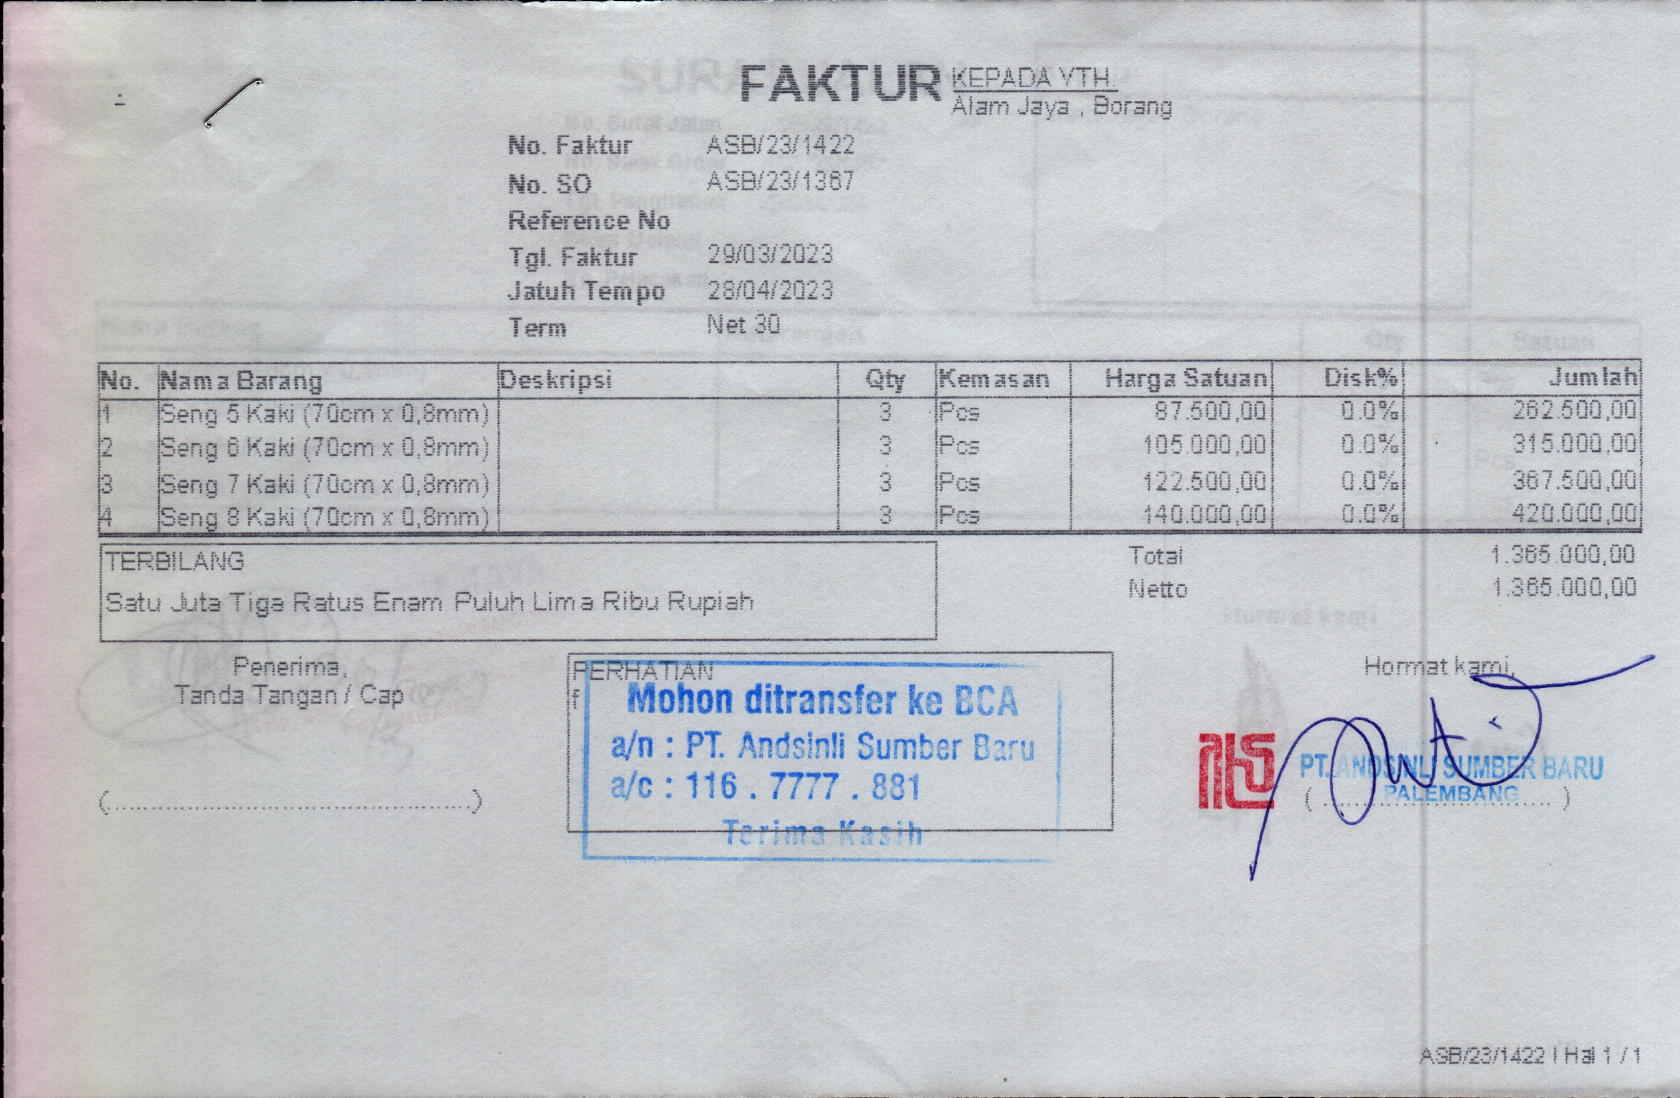 FAKTUR
KEPADA YTH.
Alam Jaya , Borang
No. Faktur ASB/23/1422
No. SO ASB/23/1367
Reference No
Tgl. Faktur 29/03/2023
Jatuh Tempo 28/04/2023
Term Net 30
No. Nama Barang Deskripsi Qty Kemasan Harga Satuan Disk% Jumlah
1 Seng 5 Kaki (70cm x 0,8mm) 3 Pcs 87.500,00 0.0% 262.500,00
2 Seng 6 Kaki (70cm x 0,8mm) 3 Pcs 105.000,00 0.0% 315.000,00
3 Seng 7 Kaki (70cm x 0,8mm) 3 Pcs 122.500,00 0.0% 367.500,00
4 Seng 8 Kaki (70cm x 0,8mm) 3 Pcs 140.000,00 0.0% 420.000,00
TERBILANG
Satu Juta Tiga Ratus Enam Puluh Lima Ribu Rupiah
Total 1.365.000,00
Netto 1.365.000,00
Penerima,
Tanda Tangan / Cap
(..........................................)
PERHATIAN
f
Mohon ditransfer ke BCA
a/n : PT. Andsinli Sumber Baru
a/c : 116 . 7777 . 881
Terima Kasih
Hormat kami,
PT. ANDSINLI SUMBER BARU
PALEMBANG
( .......................... )
ASB/23/1422 | Hal 1 / 1